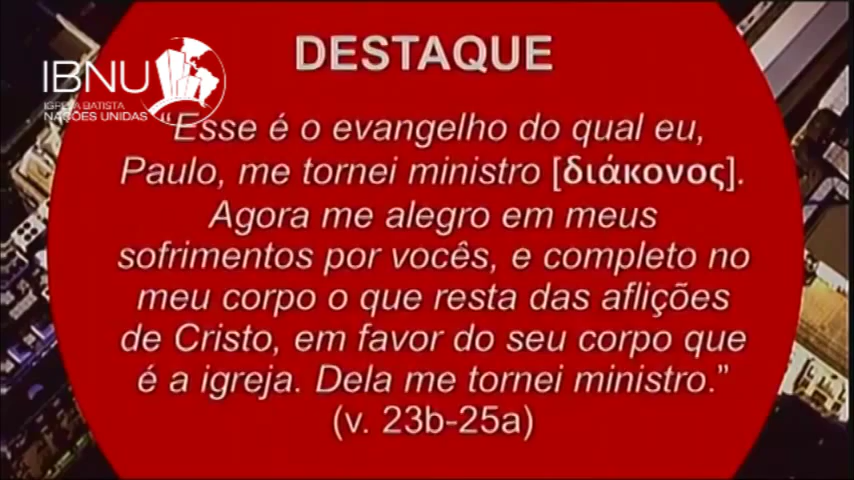 DESTAQUE
IBNU
IGREJA BATISTA
NAÇÕES UNIDAS
“Esse é o evangelho do qual eu,
Paulo, me tornei ministro [διάκονος].
Agora me alegro em meus
sofrimentos por vocês, e completo no
meu corpo o que resta das aflições
de Cristo, em favor do seu corpo que
é a igreja. Dela me tornei ministro.”
(v. 23b-25a)